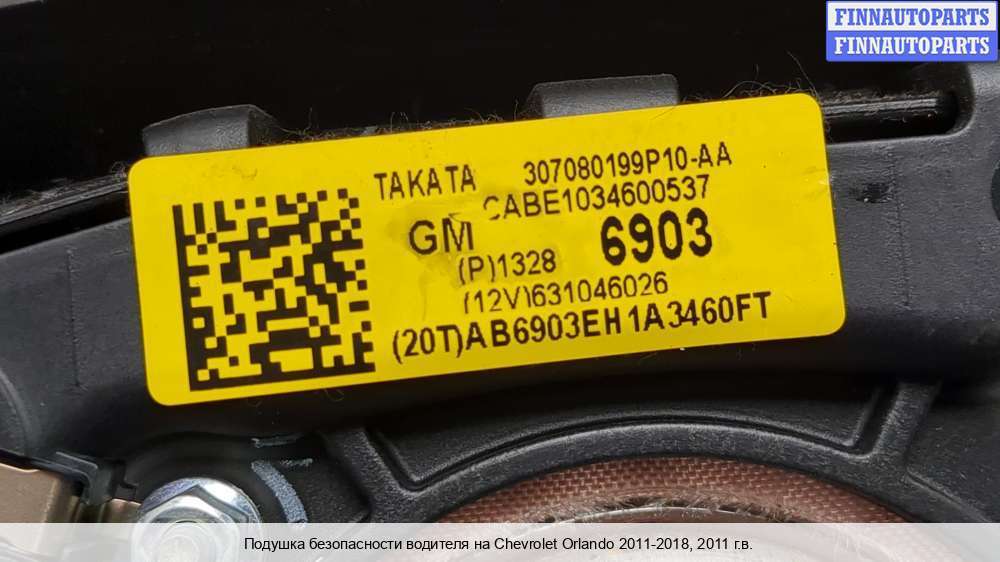 FINNAUTOPARTS
FINNAUTOPARTS
TAKATA 307080199P10-AA
CABE1034600537
GM 6903
(P)1328
(12V)631046026
(20T)AB6903EH1A3460FT
Подушка безопасности водителя на Chevrolet Orlando 2011-2018, 2011 г.в.